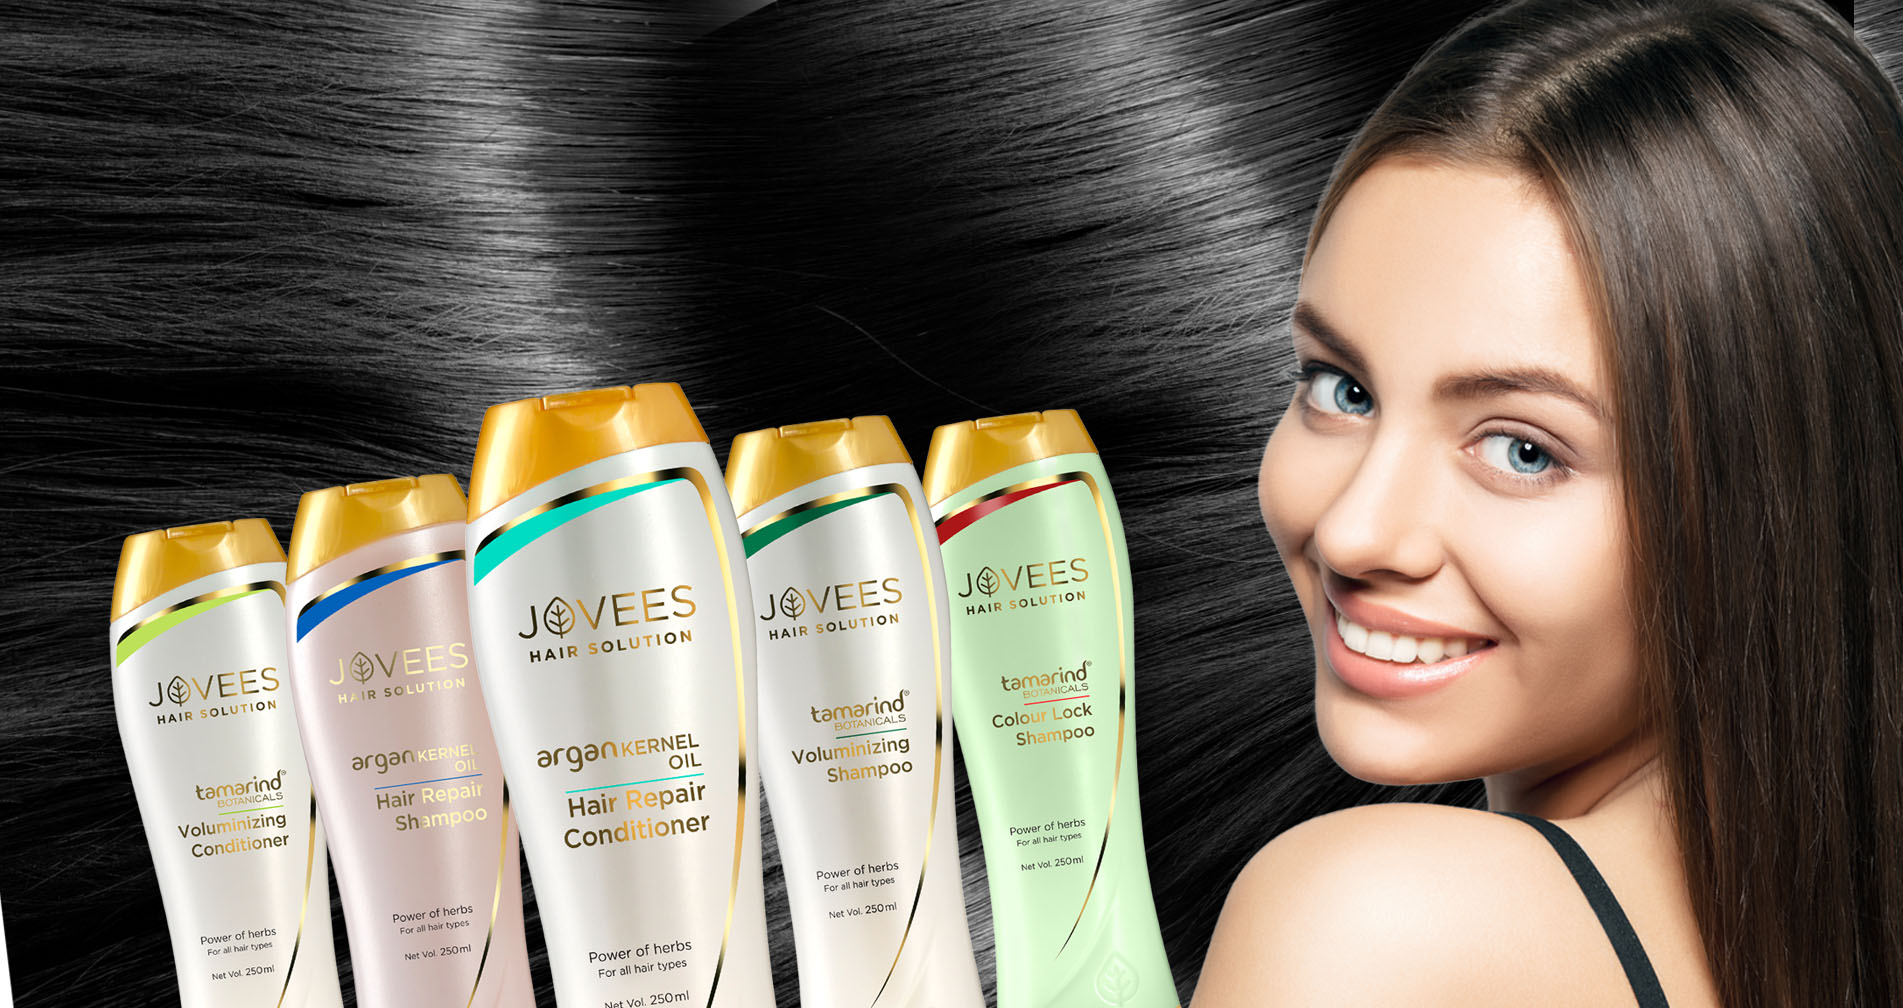 JOVEES
HAIR SOLUTION
tamarind®
BOTANICALS
Voluminizing
Conditioner
Power of herbs
For all hair types
Net Vol. 250ml
JOVEES
HAIR SOLUTION
argan KERNEL
OIL
Hair Repair
Shampoo
Power of herbs
For all hair types
Net Vol. 250ml
JOVEES
HAIR SOLUTION
argan KERNEL
OIL
Hair Repair
Conditioner
Power of herbs
For all hair types
Net Vol. 250ml
JOVEES
HAIR SOLUTION
tamarind®
BOTANICALS
Voluminizing
Shampoo
Power of herbs
For all hair types
Net Vol. 250ml
JOVEES
HAIR SOLUTION
tamarind®
BOTANICALS
Colour Lock
Shampoo
Power of herbs
For all hair types
Net Vol. 250ml